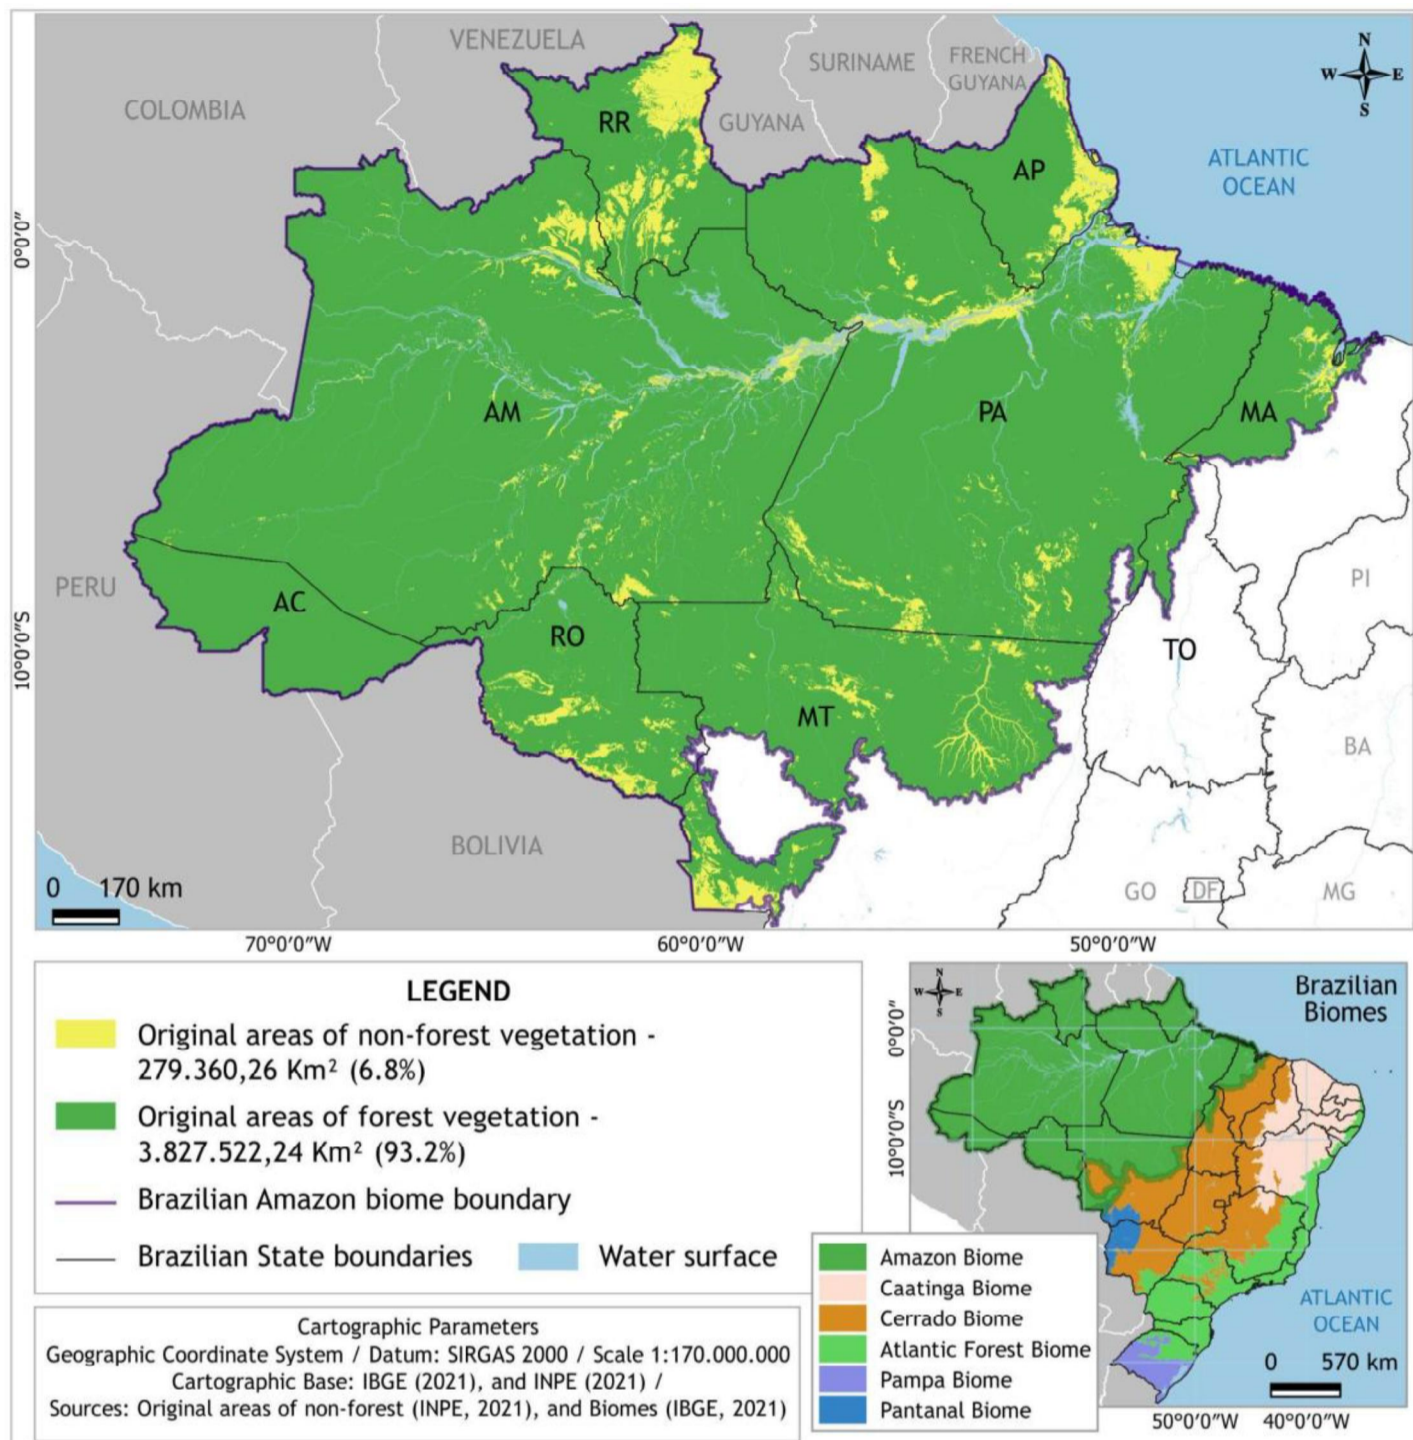 VENEZUELA
SURINAME
FRENCH
GUYANA
COLOMBIA
GUYANA
RR
AP
ATLANTIC
OCEAN
N
W
E
S
0°0'0"
AM
PA
MA
PERU
AC
RO
MT
TO
PI
BA
10°0'0"S
BOLIVIA
GO
DF
MG
0 170 km
70°0'0"W
60°0'0"W
50°0'0"W
LEGEND
Original areas of non-forest vegetation -
279.360,26 Km² (6.8%)
Original areas of forest vegetation -
3.827.522,24 Km² (93.2%)
Brazilian Amazon biome boundary
Brazilian State boundaries
Water surface
Cartographic Parameters
Geographic Coordinate System / Datum: SIRGAS 2000 / Scale 1:170.000.000
Cartographic Base: IBGE (2021), and INPE (2021) /
Sources: Original areas of non-forest (INPE, 2021), and Biomes (IBGE, 2021)
N
W
E
S
Brazilian
Biomes
0°0'0"
10°0'0"S
ATLANTIC
OCEAN
0 570 km
50°0'0"W
40°0'0"W
Amazon Biome
Caatinga Biome
Cerrado Biome
Atlantic Forest Biome
Pampa Biome
Pantanal Biome